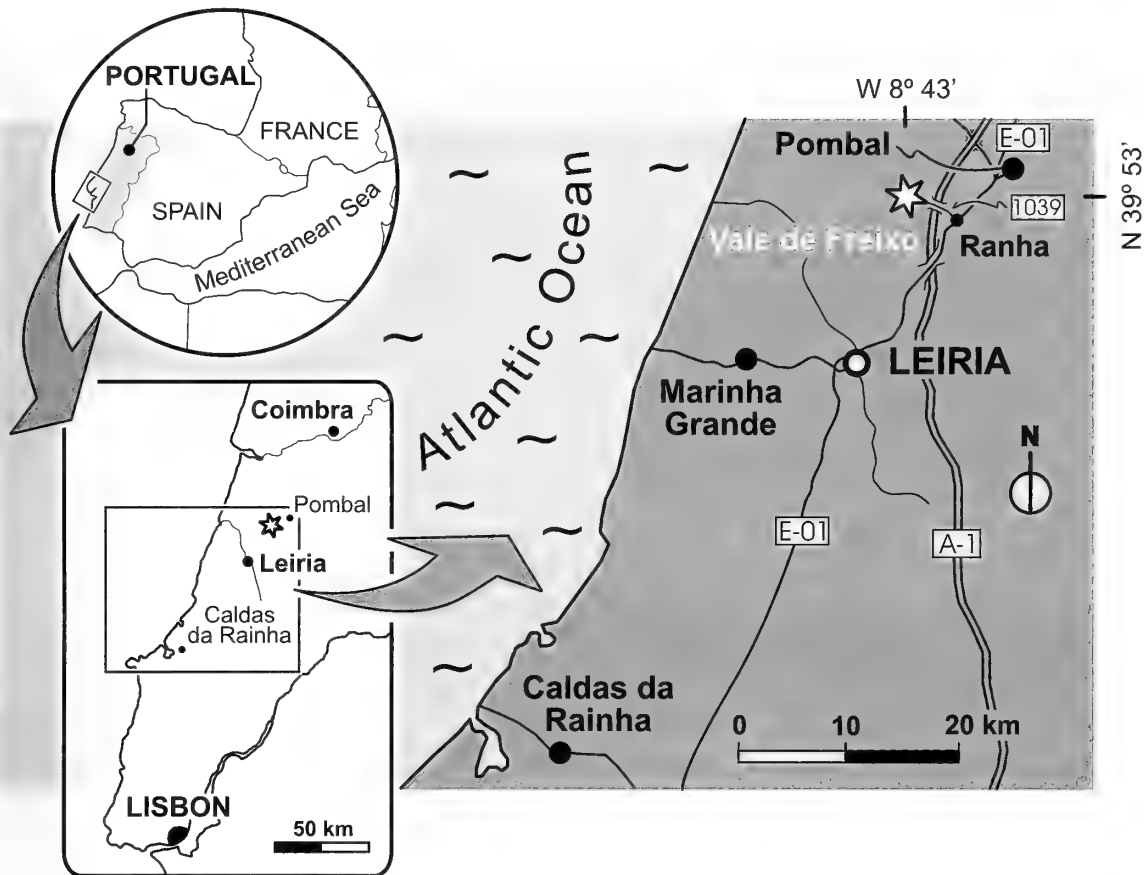 PORTUGAL
FRANCE
SPAIN
Mediterranean Sea
Coimbra
Pombal
Leiria
Caldas
da Rainha
LISBON
50 km
Atlantic Ocean
W 8º 43'
N 39º 53'
Pombal
E-01
1039
Vale de Freixo
Ranha
LEIRIA
Marinha
Grande
N
E-01
A-1
Caldas da
Rainha
0 10 20 km